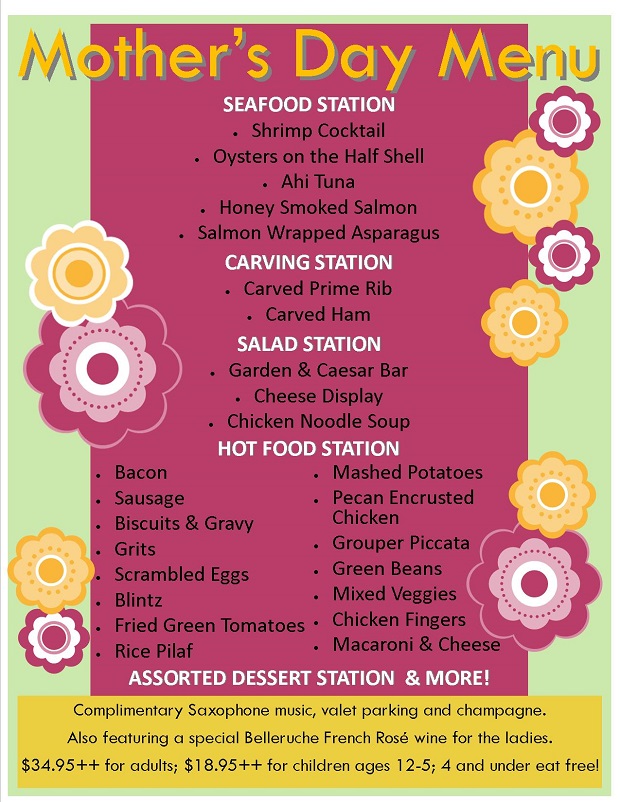 Mother's Day Menu
SEAFOOD STATION
• Shrimp Cocktail
• Oysters on the Half Shell
• Ahi Tuna
• Honey Smoked Salmon
• Salmon Wrapped Asparagus
CARVING STATION
• Carved Prime Rib
• Carved Ham
SALAD STATION
• Garden & Caesar Bar
• Cheese Display
• Chicken Noodle Soup
HOT FOOD STATION
• Bacon
• Sausage
• Biscuits & Gravy
• Grits
• Scrambled Eggs
• Blintz
• Fried Green Tomatoes
• Rice Pilaf
• Mashed Potatoes
• Pecan Encrusted
Chicken
• Grouper Piccata
• Green Beans
• Mixed Veggies
• Chicken Fingers
• Macaroni & Cheese
ASSORTED DESSERT STATION & MORE!
Complimentary Saxophone music, valet parking and champagne.
Also featuring a special Belleruche French Rosé wine for the ladies.
$34.95++ for adults; $18.95++ for children ages 12-5; 4 and under eat free!